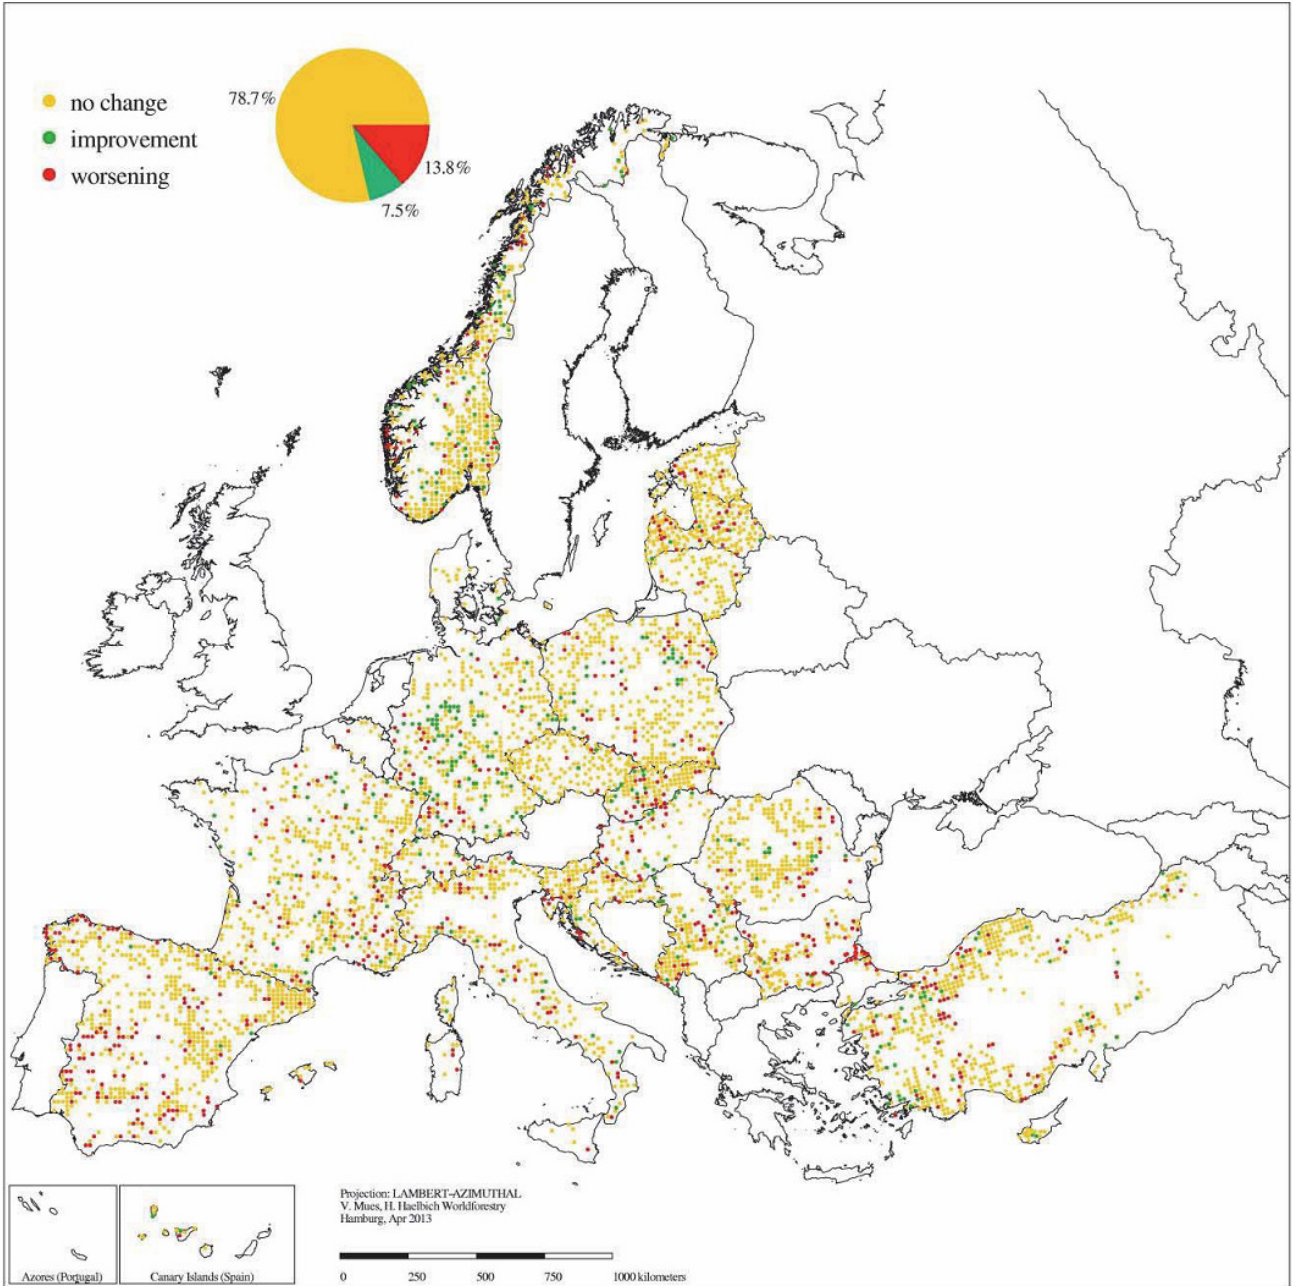 no change
improvement
worsening
78.7%
13.8%
7.5%
Projection: LAMBERT-AZIMUTHAL
V. Mues, H. Haelbich Worldforestry
Hamburg, Apr 2013
0 250 500 750 1000 kilometers
Azores (Portugal)
Canary Islands (Spain)